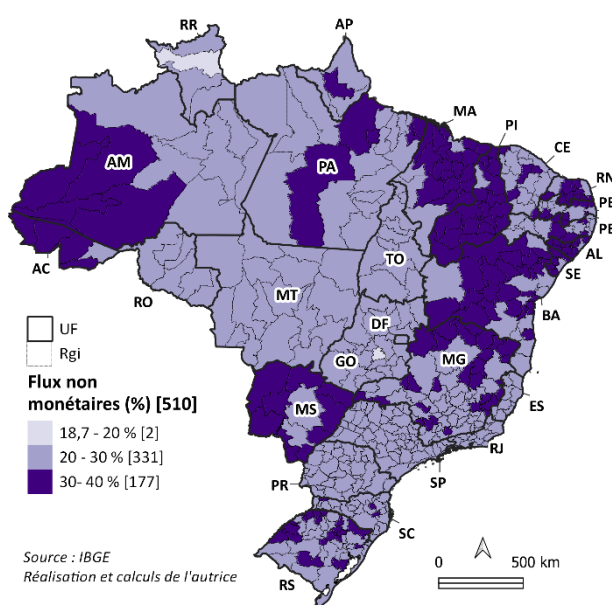 RR
AP
MA
PI
CE
AM
PA
RN
PB
PE
AL
SE
AC
TO
RO
MT
BA
DF
GO
MG
MS
ES
RJ
SP
PR
SC
RS
UF
Rgi
Flux non
monétaires (%) [510]
18,7 - 20 % [2]
20 - 30 % [331]
30- 40 % [177]
Source : IBGE
Réalisation et calculs de l'autrice
0 500 km